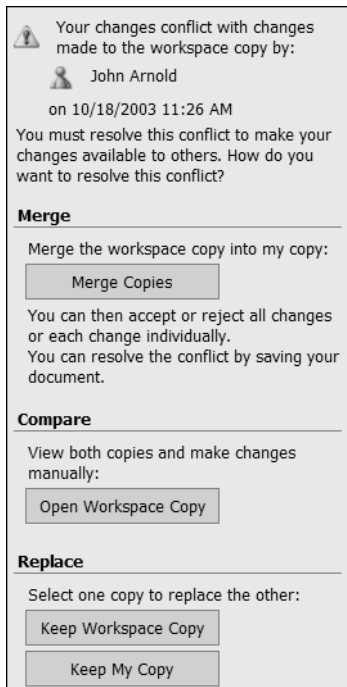 Your changes conflict with changes
made to the workspace copy by:
John Arnold
on 10/18/2003 11:26 AM
You must resolve this conflict to make your
changes available to others. How do you
want to resolve this conflict?
Merge
Merge the workspace copy into my copy:
Merge Copies
You can then accept or reject all changes
or each change individually.
You can resolve the conflict by saving your
document.
Compare
View both copies and make changes
manually:
Open Workspace Copy
Replace
Select one copy to replace the other:
Keep Workspace Copy
Keep My Copy